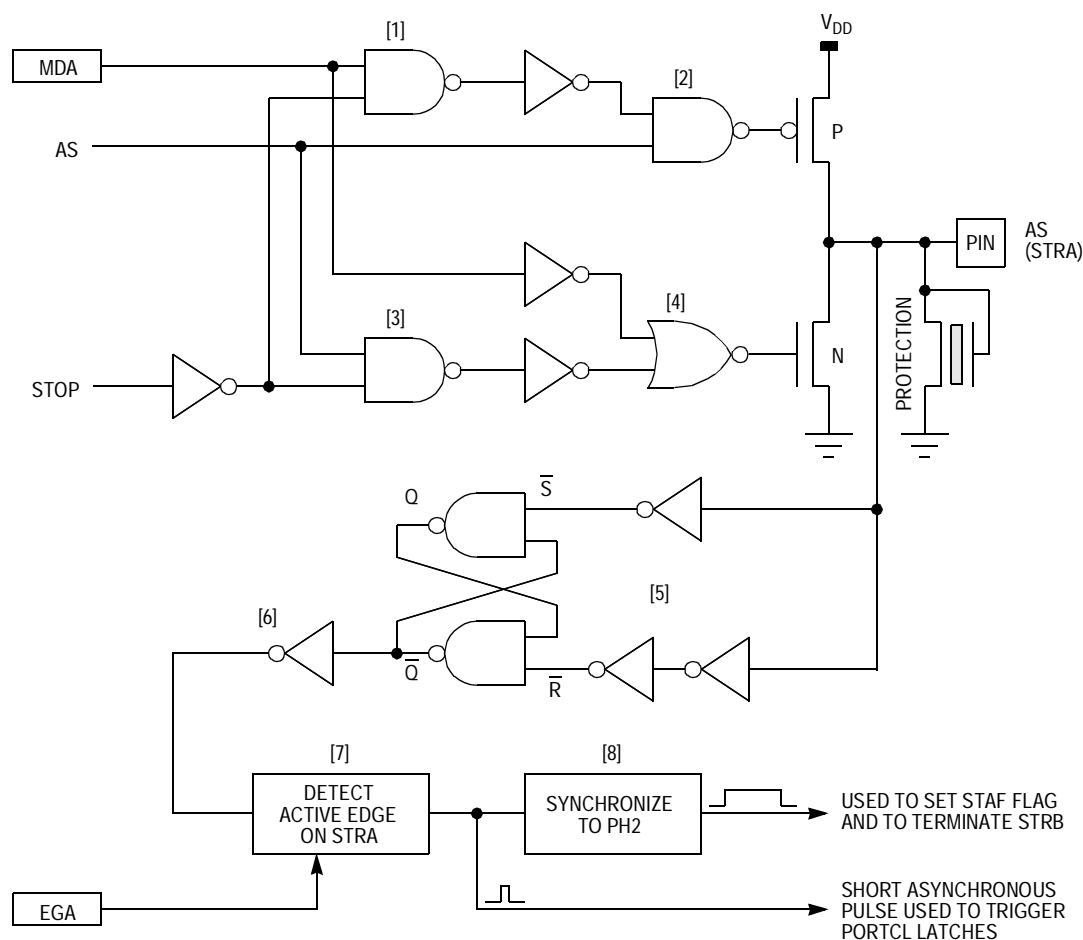 [1]
V_DD
MDA
[2]
P
AS
PIN
AS
(STRA)
[3]
[4]
N
PROTECTION
STOP
Q
S̅
[5]
[6]
Q̅
R̅
[7]
[8]
DETECT
ACTIVE EDGE
ON STRA
SYNCHRONIZE
TO PH2
USED TO SET STAF FLAG
AND TO TERMINATE STRB
EGA
SHORT ASYNCHRONOUS
PULSE USED TO TRIGGER
PORTCL LATCHES